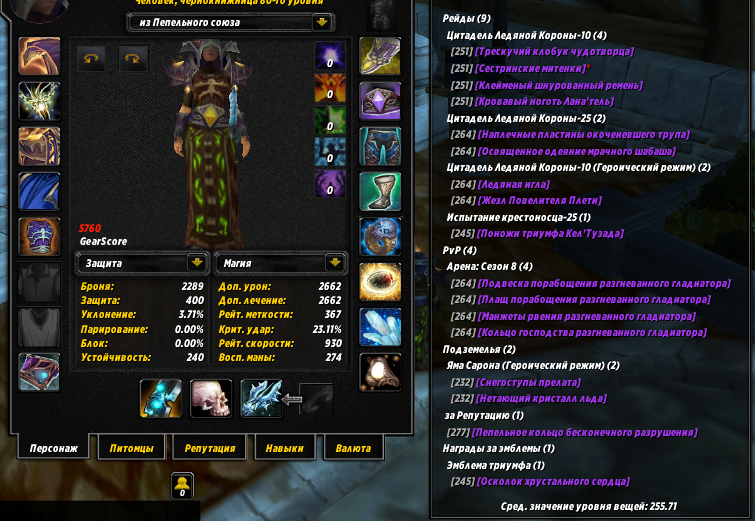 Человек, чернокнижница 80-го уровня
из Пепельного союза
0
0
0
0
0
5760
GearScore
Защита
Магия
Броня: 2289
Доп. урон: 2662
Защита: 400
Доп. лечение: 2662
Уклонение: 3.71%
Рейт. меткости: 367
Парирование: 0.00%
Крит. удар: 23.11%
Блок: 0.00%
Рейт. скорости: 930
Устойчивость: 240
Восп. маны: 274
Персонаж
Питомцы
Репутация
Навыки
Валюта
0
Рейды (9)
Цитадель Ледяной Короны-10 (4)
[251] [Трескучий клобук чудотворца]
[251] [Сестринские митенки]*
[251] [Клейменый шнурованный ремень]
[251] [Кровавый ноготь Лана'тель]
Цитадель Ледяной Короны-25 (2)
[264] [Наплечные пластины окоченевшего трупа]
[264] [Освященное одеяние мрачного шабаша]
Цитадель Ледяной Короны-10 (Героический режим) (2)
[264] [Ледяная игла]
[264] [Жезл Повелителя Плети]
Испытание крестоносца-25 (1)
[245] [Поножи триумфа Кел'Тузада]
PvP (4)
Арена: Сезон 8 (4)
[264] [Подвеска порабощения разгневанного гладиатора]
[264] [Плащ порабощения разгневанного гладиатора]
[264] [Манжеты рвения разгневанного гладиатора]
[264] [Кольцо господства разгневанного гладиатора]
Подземелья (2)
Яма Сарона (Героический режим) (2)
[232] [Снегоступы прелата]
[232] [Нетающий кристалл льда]
за Репутацию (1)
[277] [Пепельное кольцо бесконечного разрушения]
Награды за эмблемы (1)
Эмблема триумфа (1)
[245] [Осколок хрустального сердца]
Сред. значение уровня вещей: 255.71